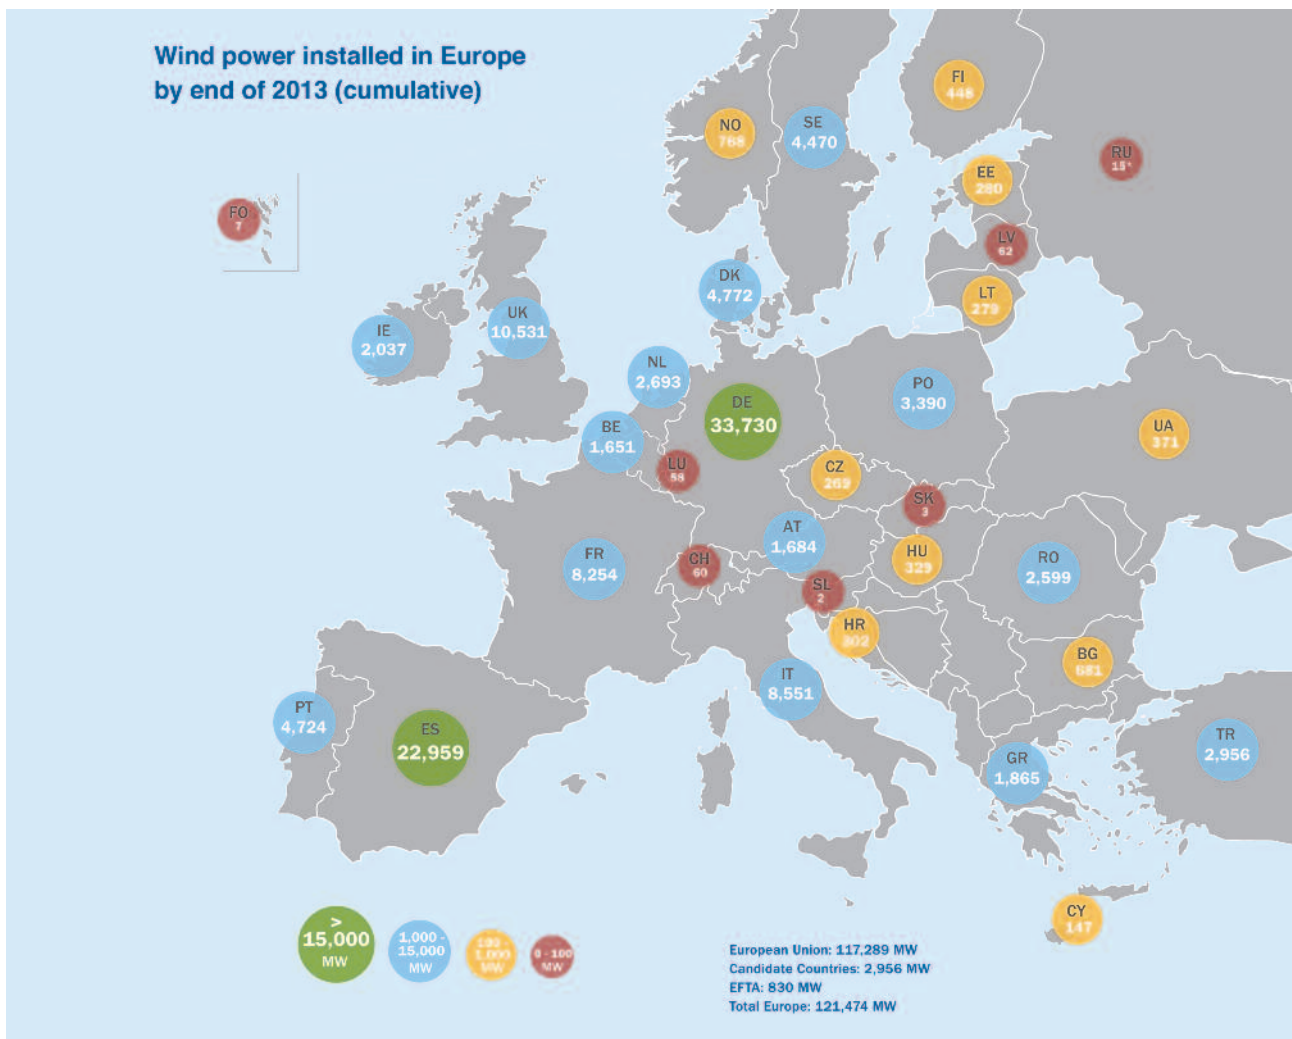 Wind power installed in Europe
by end of 2013 (cumulative)
FI
448
NO
768
SE
4,470
RU
15*
EE
280
FO
7
LV
62
DK
4,772
LT
279
UK
10,531
IE
2,037
NL
2,693
PO
3,390
DE
33,730
BE
1,651
UA
371
LU
58
CZ
269
SK
3
AT
1,684
HU
329
FR
8,254
CH
60
RO
2,599
SL
2
HR
302
BG
681
IT
8,551
PT
4,724
ES
22,959
TR
2,956
GR
1,865
CY
147
>
15,000
MW
1,000 -
15,000
MW
100 -
1,000
MW
0 - 100
MW
European Union: 117,289 MW
Candidate Countries: 2,956 MW
EFTA: 830 MW
Total Europe: 121,474 MW